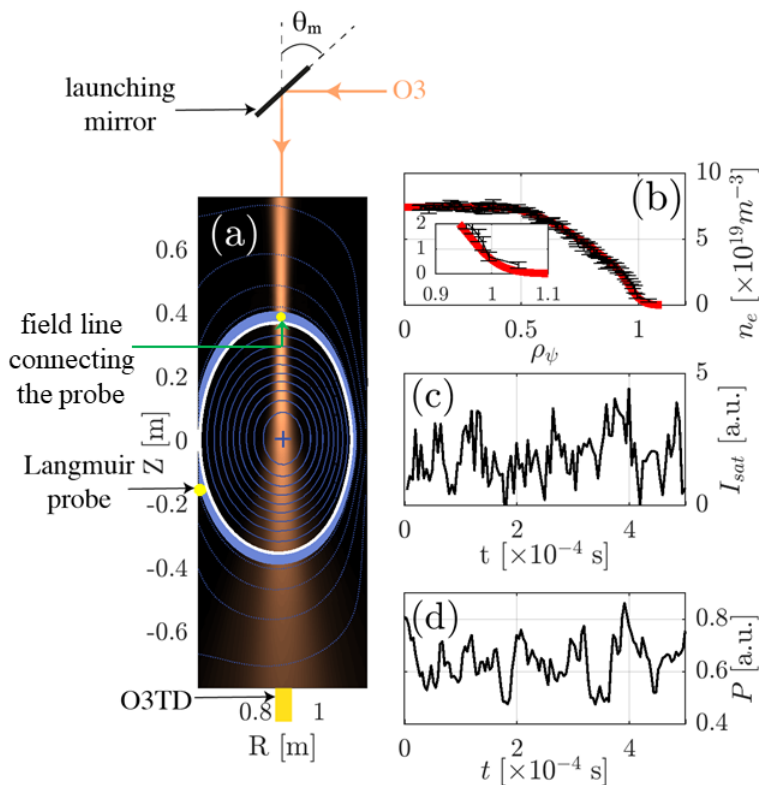 θm
launching
mirror
O3
(a)
0.6
0.4
0.2
0
-0.2
-0.4
-0.6
Z [m]
field line
connecting
the probe
Langmuir
probe
O3TD
0.8 1
R [m]
(b)
10
5
0
2
1
0
0.9 1 1.1
0 0.5 1
ρψ
ne [×10^19 m^−3]
(c)
5
0
Isat [a.u.]
0 2 4
t [×10^−4 s]
(d)
0.8
0.6
0.4
P [a.u.]
0 2 4
t [×10^−4 s]